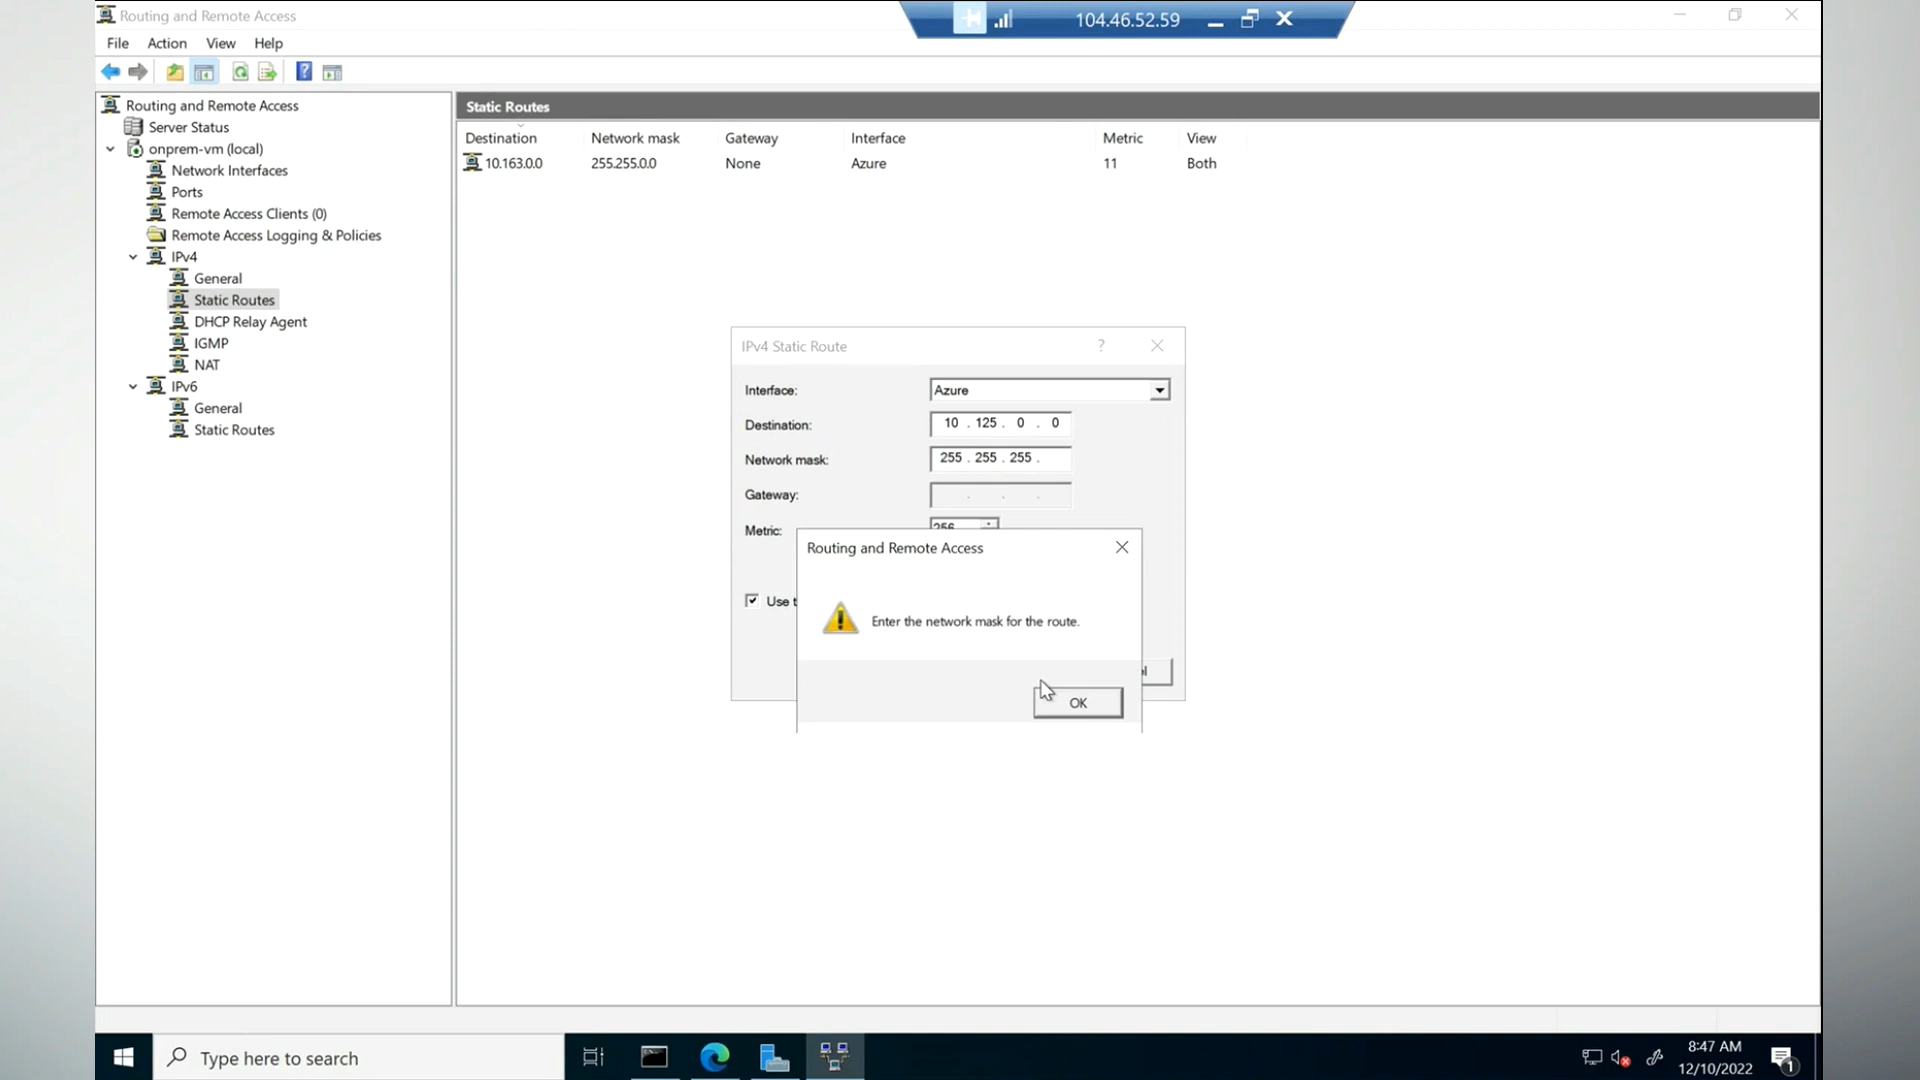 Routing and Remote Access
104.46.52.59
File Action View Help
Routing and Remote Access
Server Status
onprem-vm (local)
Network Interfaces
Ports
Remote Access Clients (0)
Remote Access Logging & Policies
IPv4
General
Static Routes
DHCP Relay Agent
IGMP
NAT
IPv6
General
Static Routes
Static Routes
Destination Network mask Gateway Interface Metric View
10.163.0.0 255.255.0.0 None Azure 11 Both
IPv4 Static Route
Interface: Azure
Destination: 10 . 125 . 0 . 0
Network mask: 255 . 255 . 255 .
Gateway: . . .
Metric: 256
Use t
Routing and Remote Access
Enter the network mask for the route.
OK
Type here to search
8:47 AM
12/10/2022
1